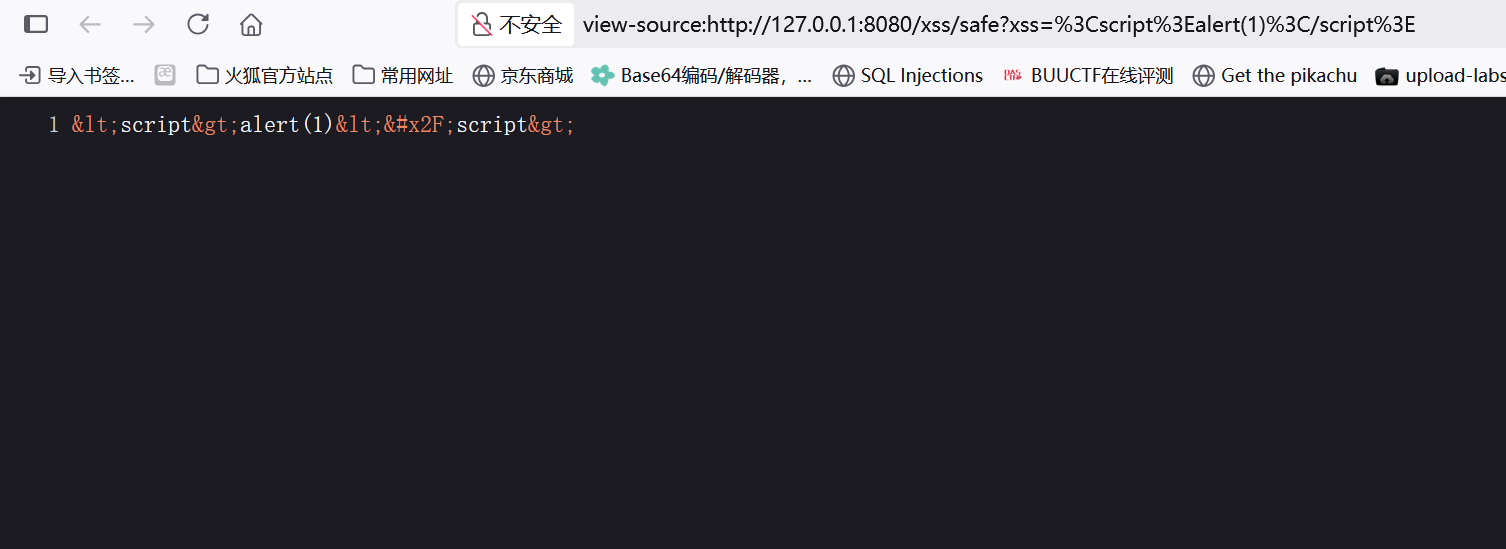 不安全 view-source:http://127.0.0.1:8080/xss/safe?xss=%3Cscript%3Ealert(1)%3C/script%3E
导入书签... æ 火狐官方站点 常用网址 京东商城 Base64编码/解码器，... SQL Injections BUUCTF在线评测 Get the pikachu upload-labs
1 &lt;script&gt;alert(1)&lt;&#x2F;script&gt;